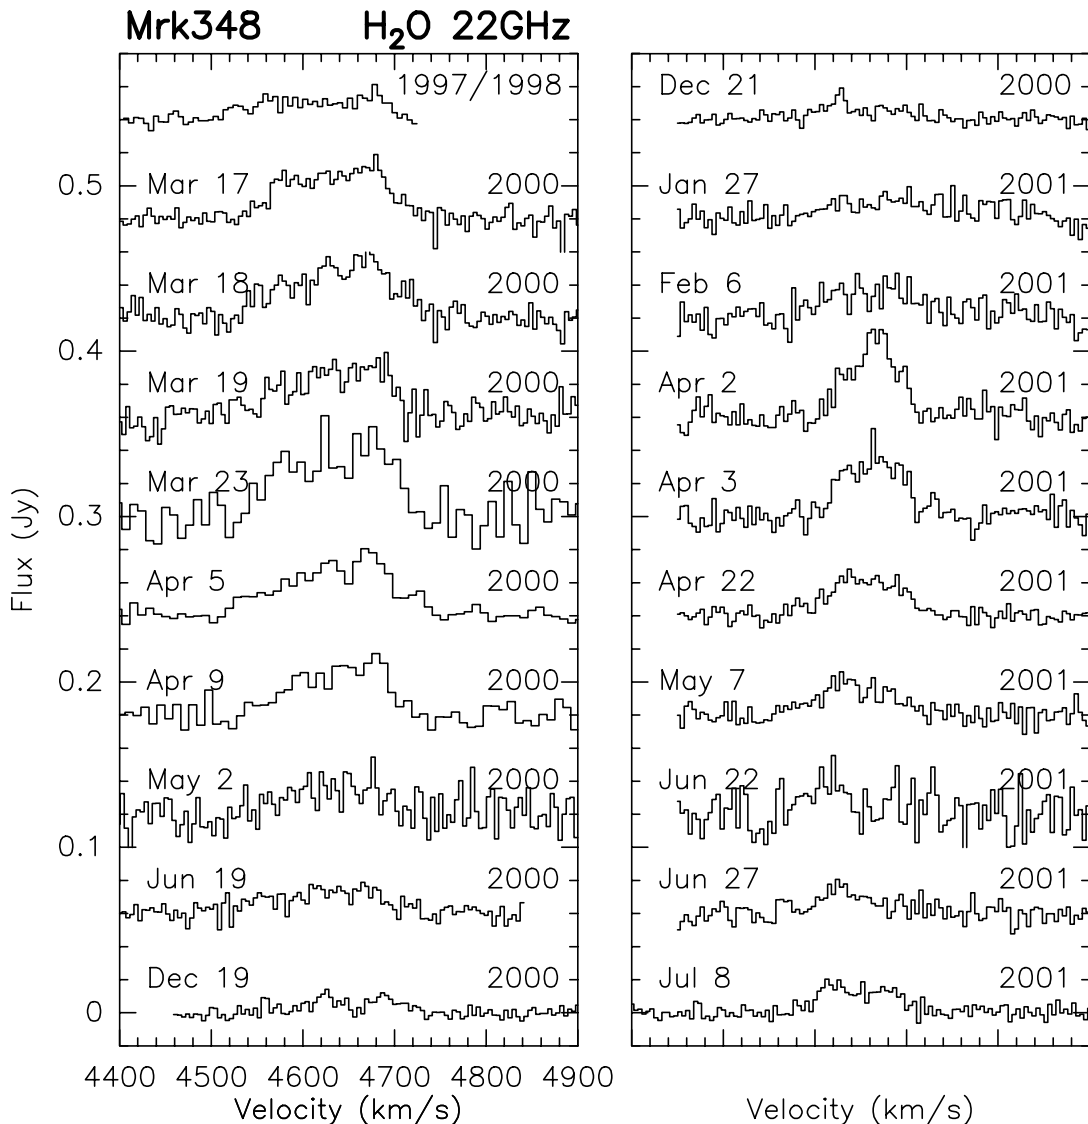 Mrk348 H2O 22GHz
1997/1998
0.5 Mar 17 2000
Mar 18 2000
0.4
Mar 19 2000
Mar 23 2000
0.3
Apr 5 2000
0.2 Apr 9 2000
May 2 2000
0.1
Jun 19 2000
Dec 19 2000
0
Flux (Jy)
4400 4500 4600 4700 4800 4900
Velocity (km/s)
Dec 21 2000
Jan 27 2001
Feb 6 2001
Apr 2 2001
Apr 3 2001
Apr 22 2001
May 7 2001
Jun 22 2001
Jun 27 2001
Jul 8 2001
Velocity (km/s)